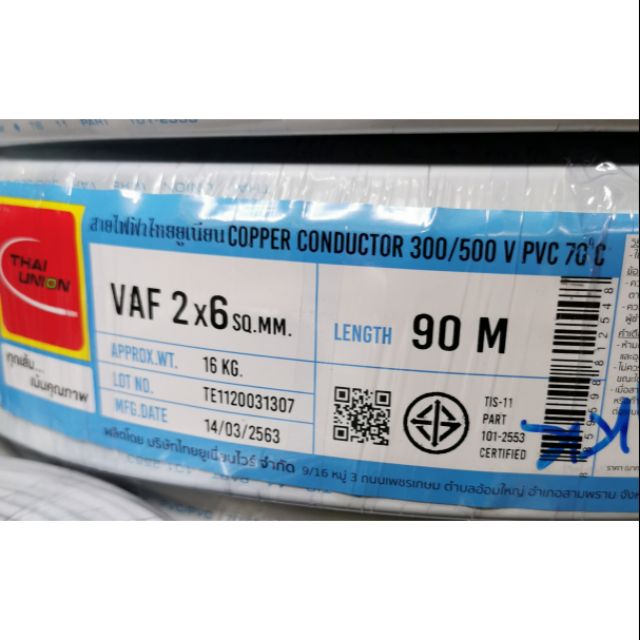 TIS 11 PART 101-2553
สายไฟฟ้าไทยยูเนี่ยน COPPER CONDUCTOR 300/500 V PVC 70°C
THAI UNION
VAF 2x6 SQ.MM.
LENGTH 90 M
APPROX.WT. 16 KG.
LOT NO. TE1120031307
MFG.DATE 14/03/2563
ทุกเส้น...
เน้นคุณภาพ
TIS-11
PART
101-2553
CERTIFIED
ผลิตโดย บริษัทไทยยูเนี่ยนไวร์ จำกัด 9/16 หมู่ 3 ถนนเพชรเกษม ตำบลอ้อมใหญ่ อำเภอสามพราน